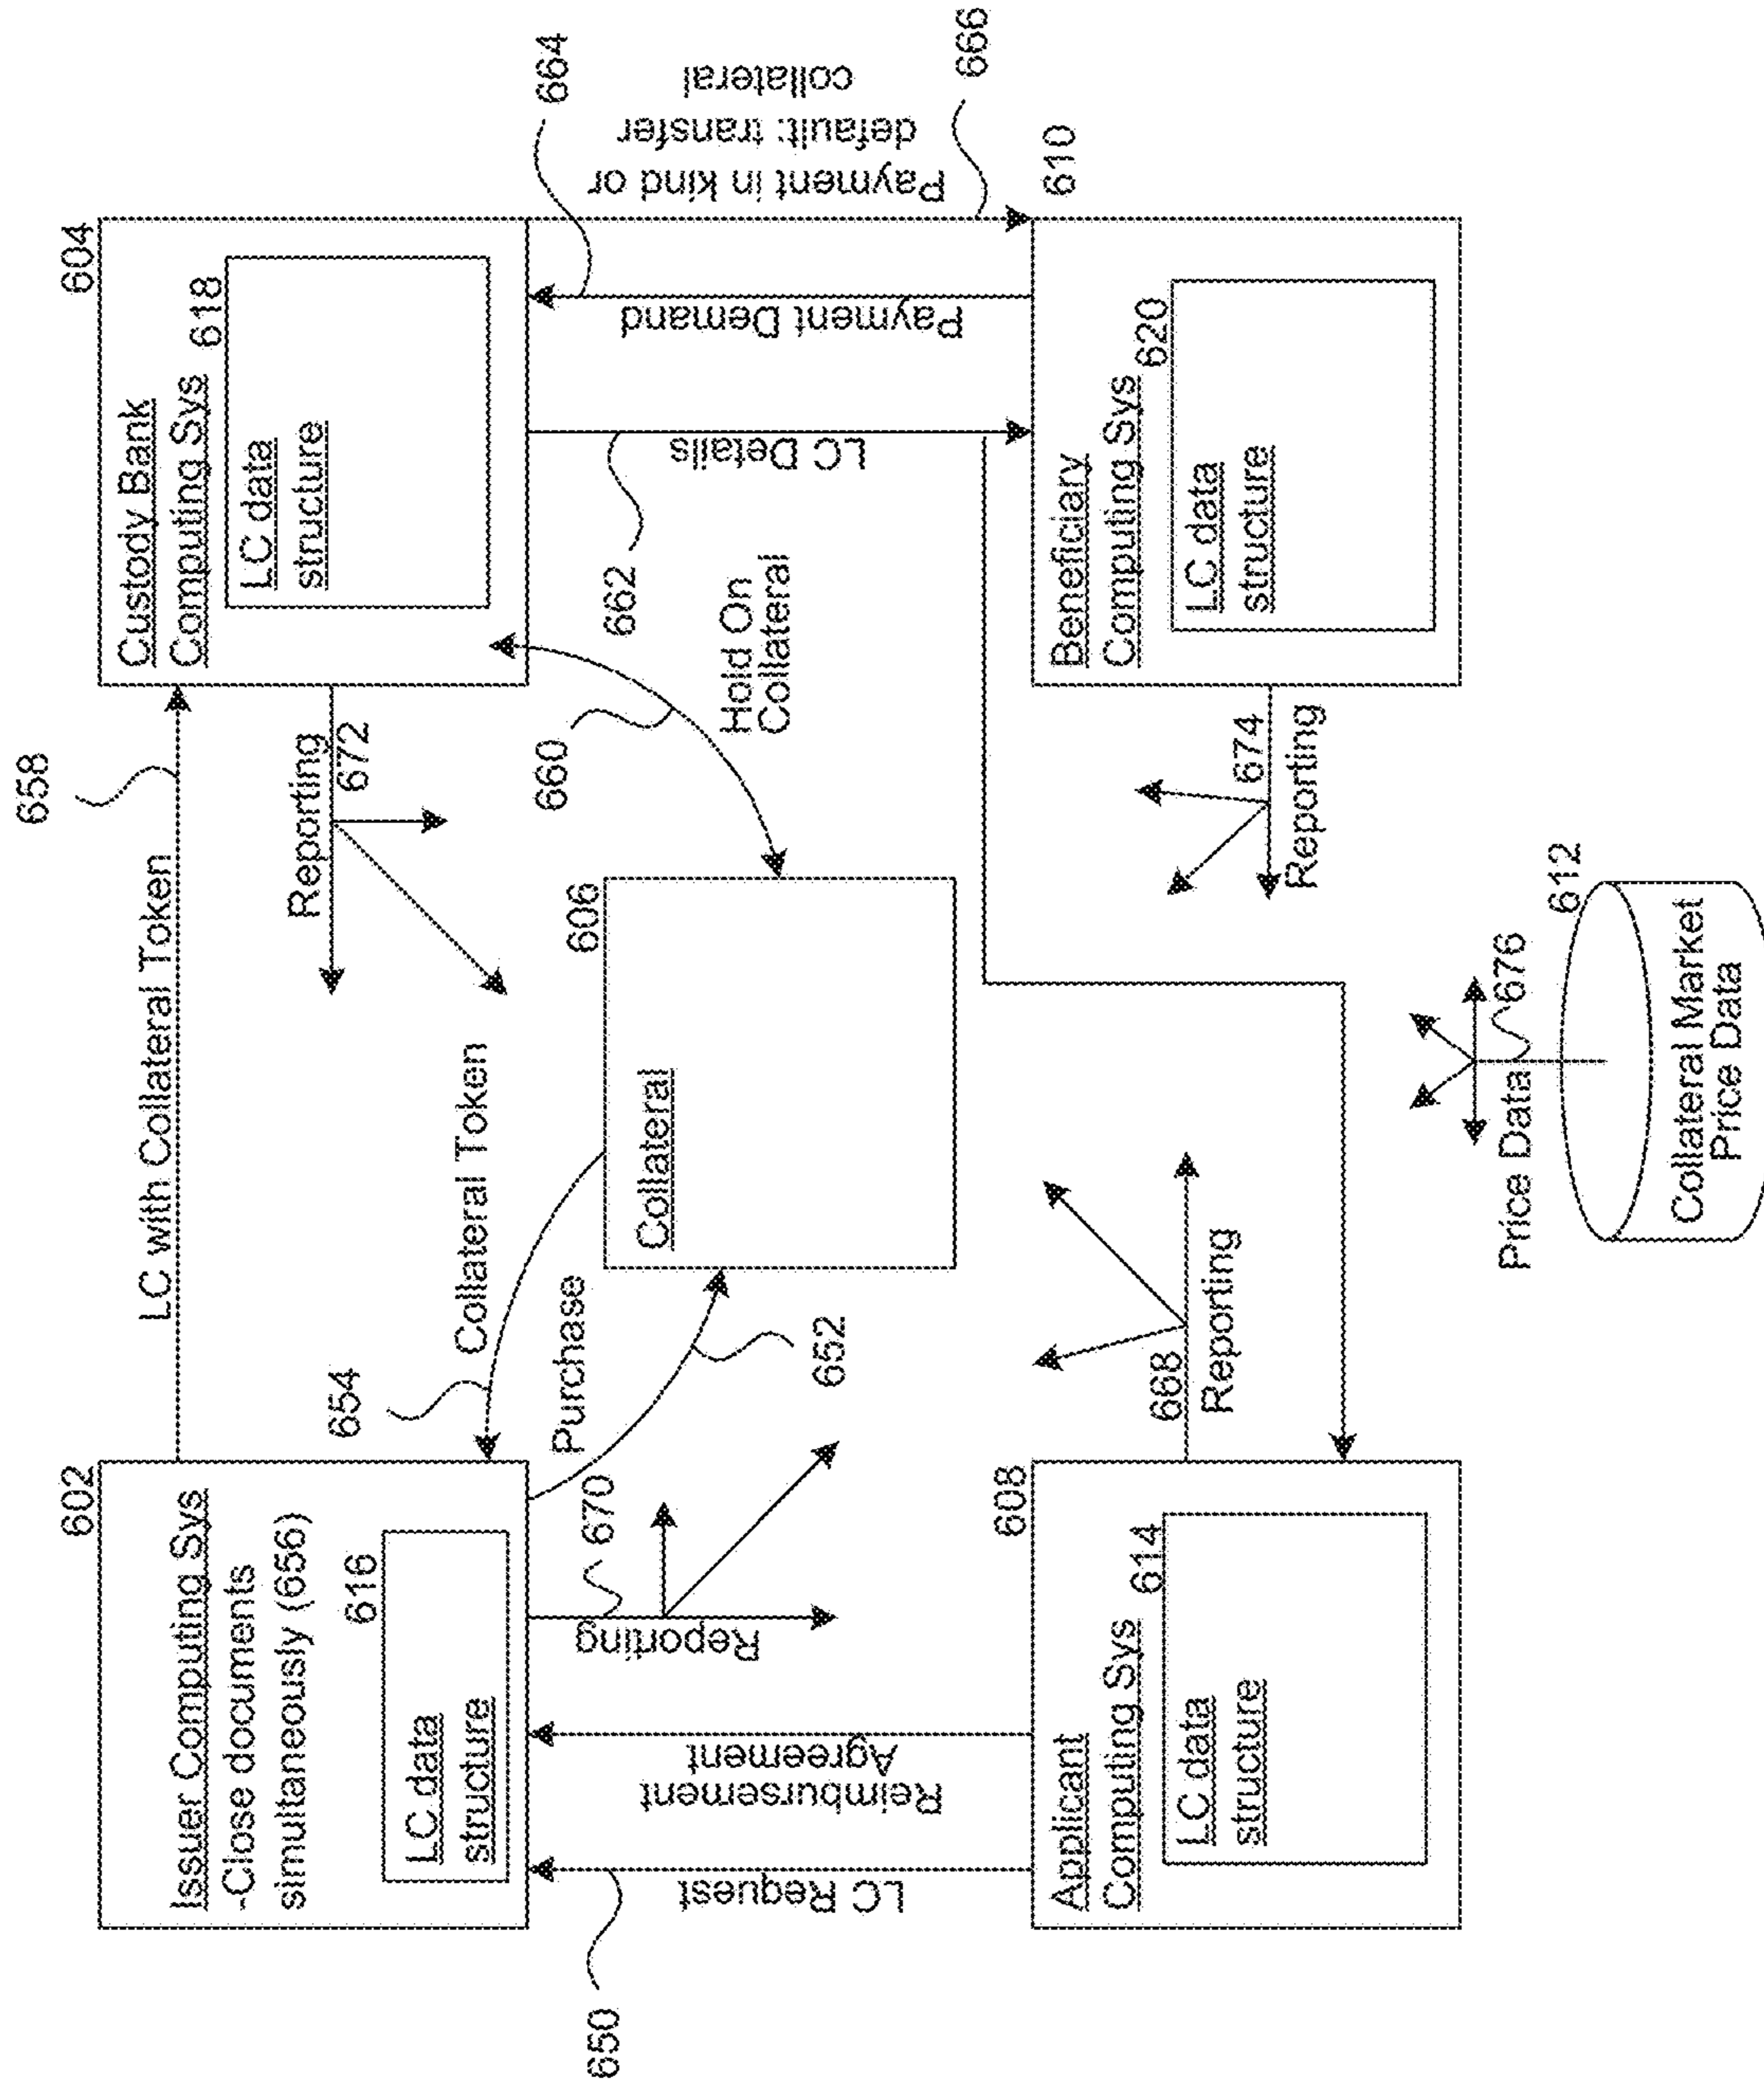 658
LC with Collateral Token
602
Issuer Computing Sys
-Close documents
simultaneously (656)
616
LC data
structure
604
Custody Bank
Computing Sys
618
LC data
structure
Reporting
672
654
Collateral Token
Purchase
652
670
Reporting
606
Collateral
660
Hold On
Collateral
662
LC Details
Payment Demand
664
Payment in kind or
default: transfer
collateral
666
650
LC Request
Reimbursement
Agreement
608
Applicant
Computing Sys
614
LC data
structure
668
Reporting
610
Beneficiary
Computing Sys
620
LC data
structure
674
Reporting
Price Data
676
612
Collateral Market
Price Data